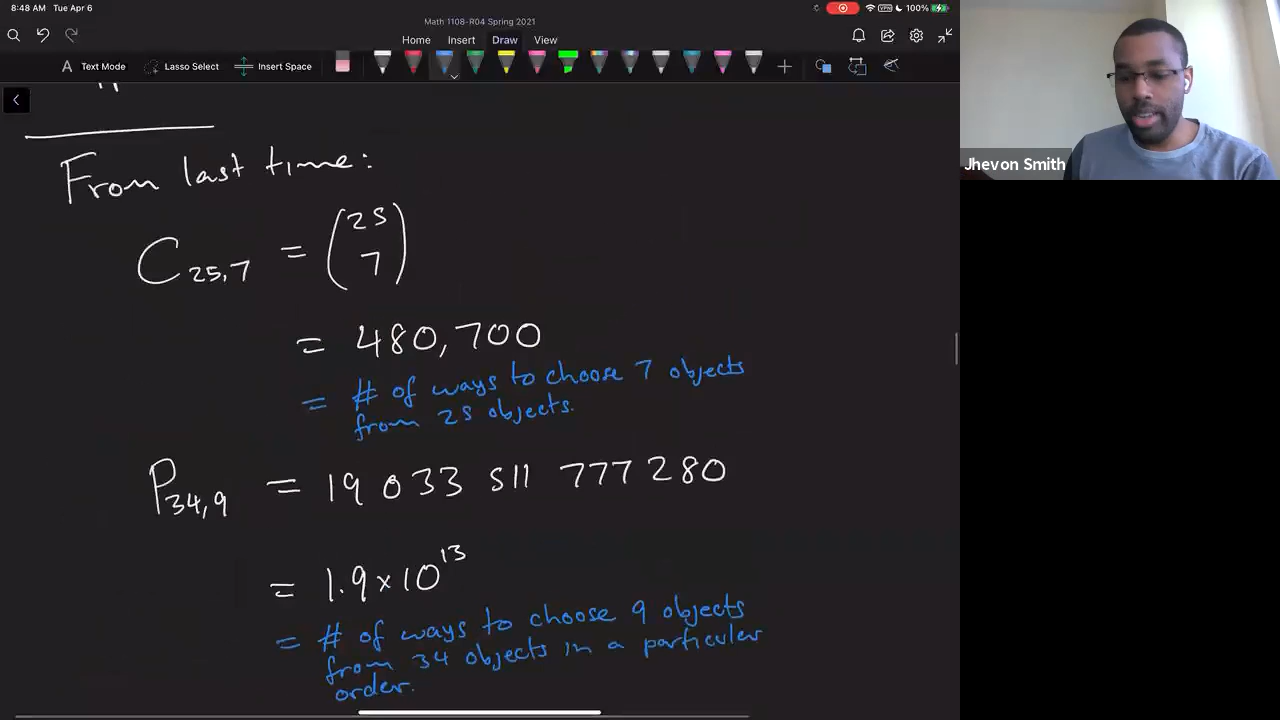 8:48 AM Tue Apr 6
VPN 100%
Math 1108-R04 Spring 2021
Home Insert Draw View
Text Mode Lasso Select Insert Space
From last time:
C25,7 = (25
7)
= 480,700
= # of ways to choose 7 objects
from 25 objects.
P34,9 = 19 033 511 777 280
= 1.9×10^13
= # of ways to choose 9 objects
from 34 objects in a particular
order.
Jhevon Smith